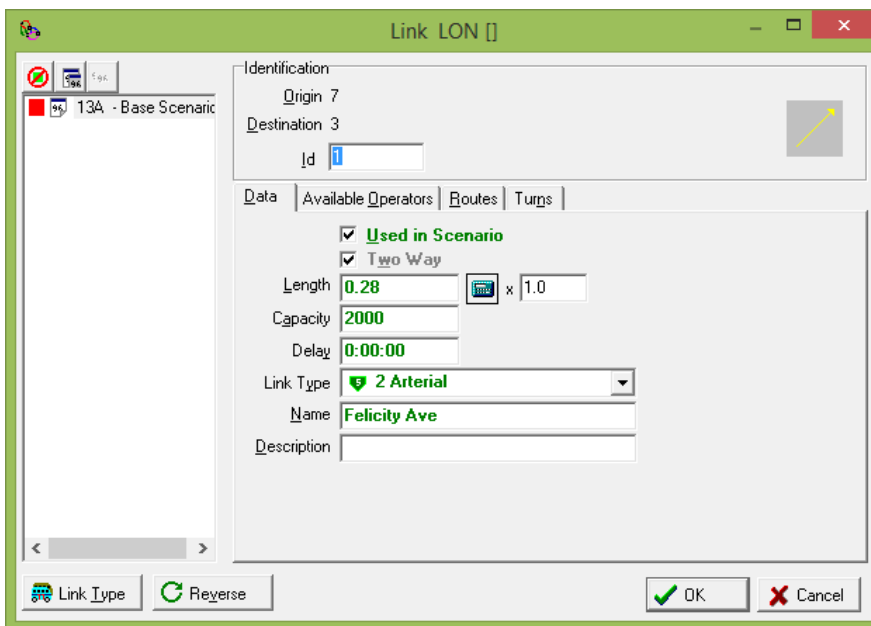 Link LON []
13A - Base Scenaric
Identification
Origin 7
Destination 3
Id 1
Data Available Operators Routes Turns
Used in Scenario
Two Way
Length 0.28 x 1.0
Capacity 2000
Delay 0:00:00
Link Type 2 Arterial
Name Felicity Ave
Description
Link Type Reverse OK Cancel